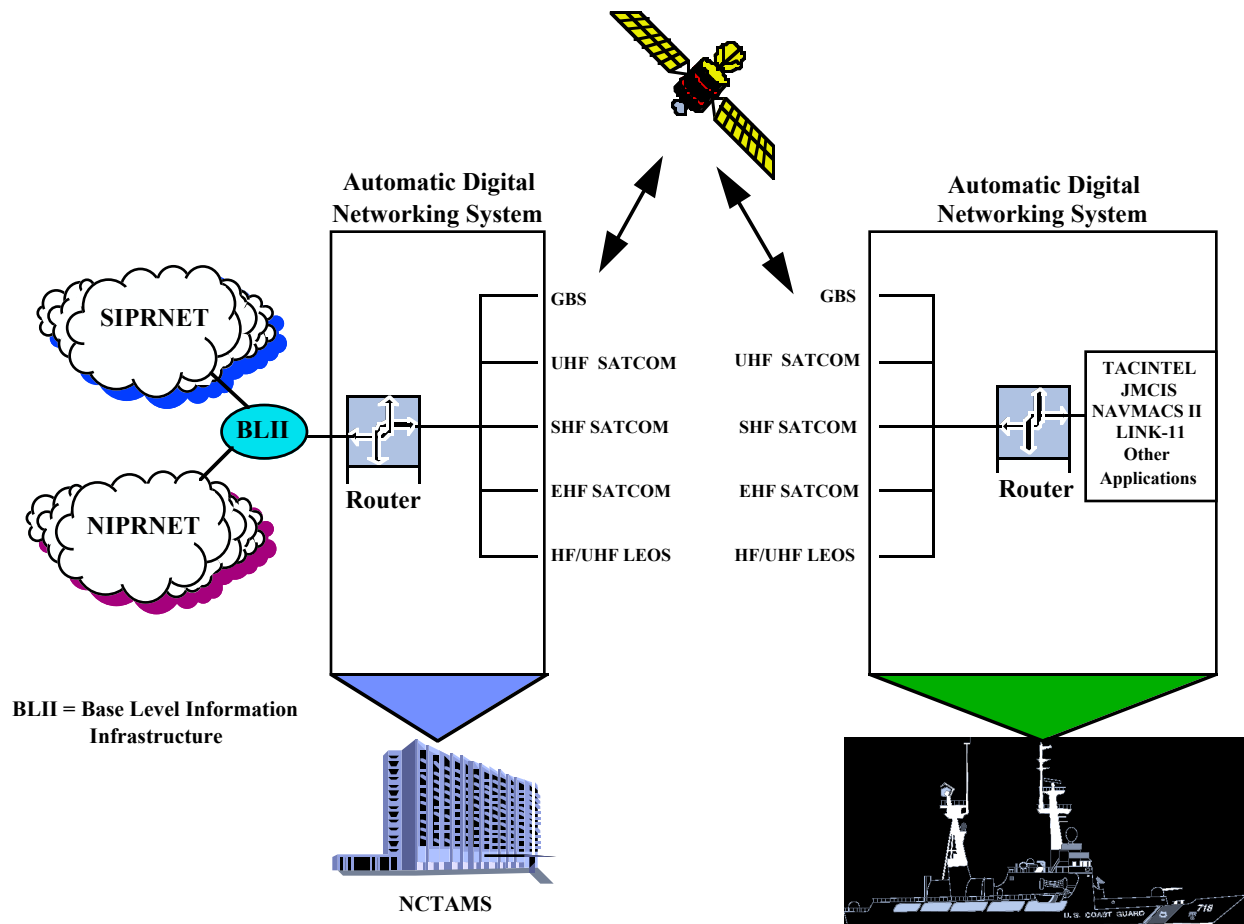 Automatic Digital
Networking System
Automatic Digital
Networking System
SIPRNET
BLII
NIPRNET
Router
GBS
UHF SATCOM
SHF SATCOM
EHF SATCOM
HF/UHF LEOS
GBS
UHF SATCOM
SHF SATCOM
EHF SATCOM
HF/UHF LEOS
Router
TACINTEL
JMCIS
NAVMACS II
LINK-11
Other
Applications
BLII = Base Level Information
Infrastructure
NCTAMS
U.S. COAST GUARD
718